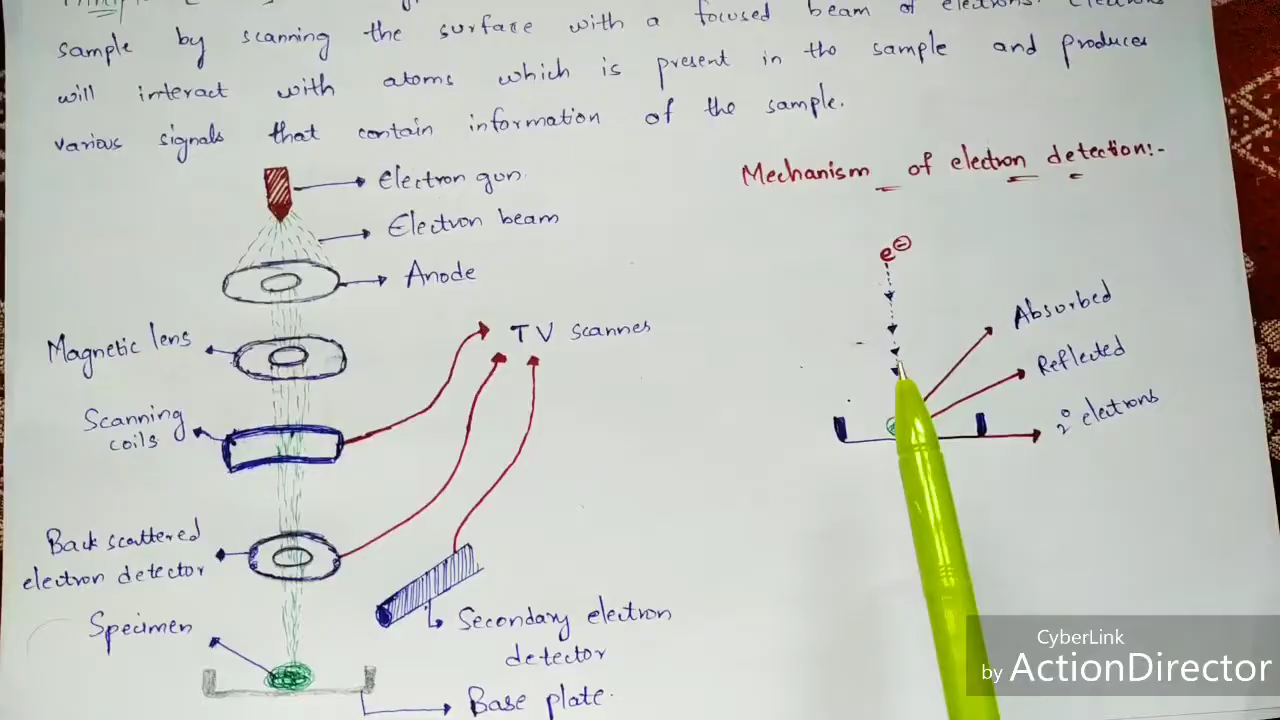 sample by scanning the surface with a focused beam of electrons. Electrons
will interact with atoms which is present in the sample and produces
various signals that contain information of the sample.
Electron gun.
Electron beam
Anode
Magnetic lens
TV scannes
Scanning
coils
Back scattered
electron detector
Specimen
Secondary electron
detector
Base plate.
Mechanism of electron detection:-
e⊖
Absorbed
Reflected
2° electrons
CyberLink
by ActionDirector